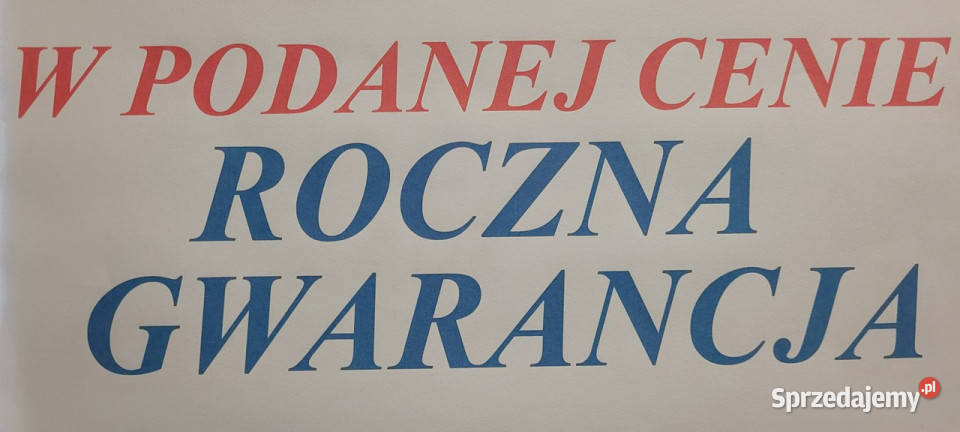 W PODANEJ CENIE
ROCZNA
GWARANCJA
Sprzedajemy.pl